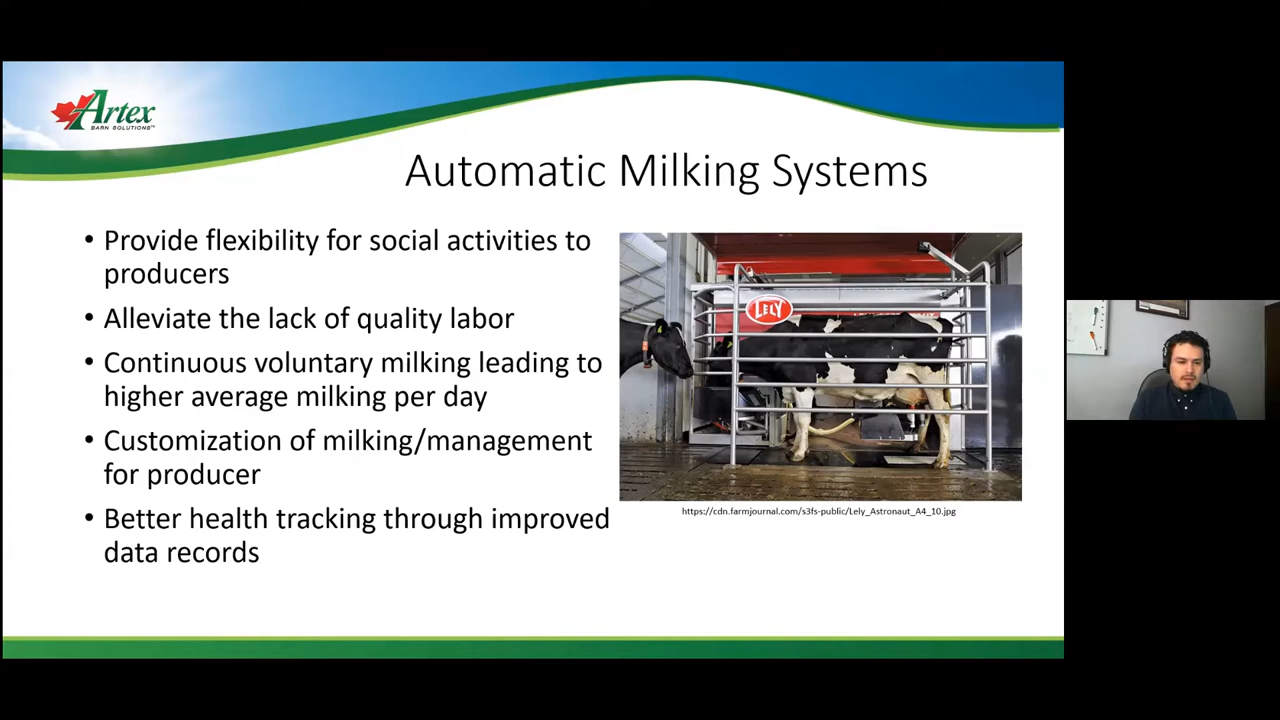 Artex
BARN SOLUTIONS™
Automatic Milking Systems
• Provide flexibility for social activities to
producers
• Alleviate the lack of quality labor
• Continuous voluntary milking leading to
higher average milking per day
• Customization of milking/management
for producer
• Better health tracking through improved
data records
LELY
https://cdn.farmjournal.com/s3fs-public/Lely_Astronaut_A4_10.jpg